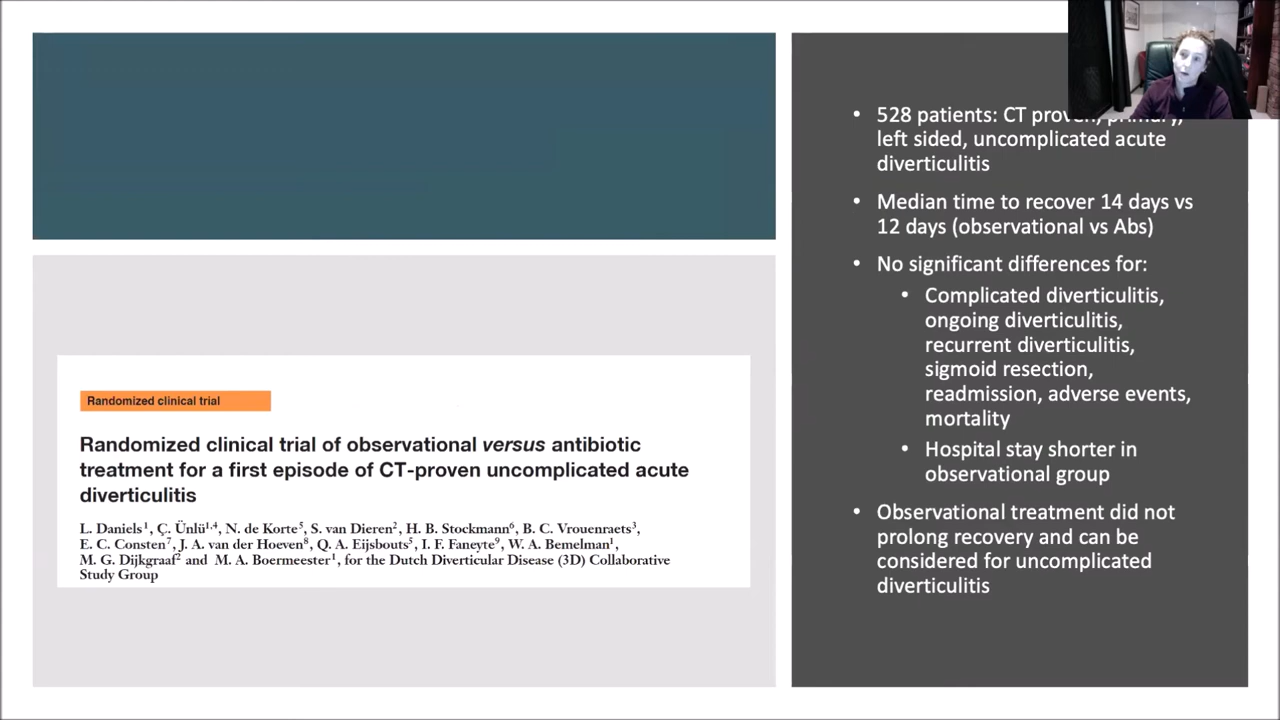 Randomized clinical trial
Randomized clinical trial of observational versus antibiotic
treatment for a first episode of CT-proven uncomplicated acute
diverticulitis
L. Daniels1, Ç. Ünlü1,4, N. de Korte5, S. van Dieren2, H. B. Stockmann6, B. C. Vrouenraets3,
E. C. Consten7, J. A. van der Hoeven8, Q. A. Eijsbouts5, I. F. Faneyte9, W. A. Bemelman1,
M. G. Dijkgraaf2 and M. A. Boermeester1, for the Dutch Diverticular Disease (3D) Collaborative
Study Group
• 528 patients: CT proven, primary,
left sided, uncomplicated acute
diverticulitis
• Median time to recover 14 days vs
12 days (observational vs Abs)
• No significant differences for:
• Complicated diverticulitis,
ongoing diverticulitis,
recurrent diverticulitis,
sigmoid resection,
readmission, adverse events,
mortality
• Hospital stay shorter in
observational group
• Observational treatment did not
prolong recovery and can be
considered for uncomplicated
diverticulitis